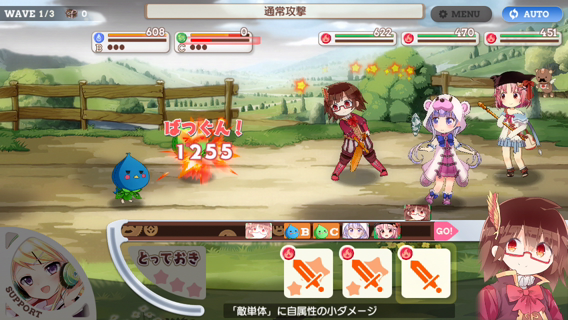 WAVE 1/3 0
通常攻撃
MENU
AUTO
B 608
C 0
622
470
451
ばつぐん!
1255
B C GO!
とっておき
SUPPORT
「敵単体」に自属性の小ダメージ